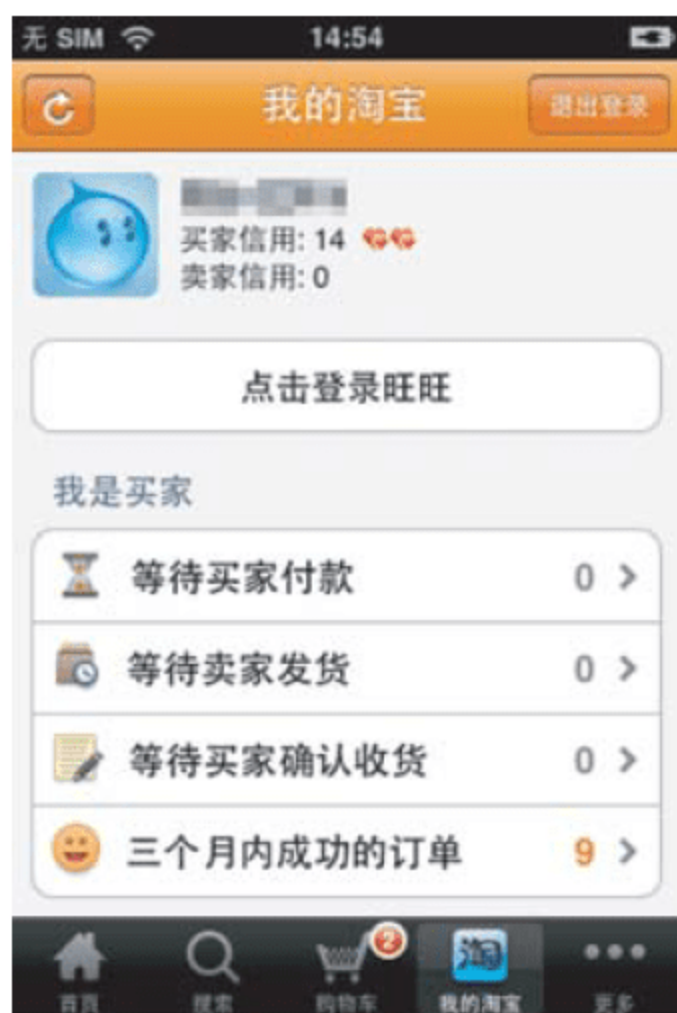 无 SIM 14:54
我的淘宝 退出登录
买家信用: 14
卖家信用: 0
点击登录旺旺
我是买家
等待买家付款 0
等待卖家发货 0
等待买家确认收货 0
三个月内成功的订单 9
2 淘
首页 搜索 购物车 我的淘宝 更多